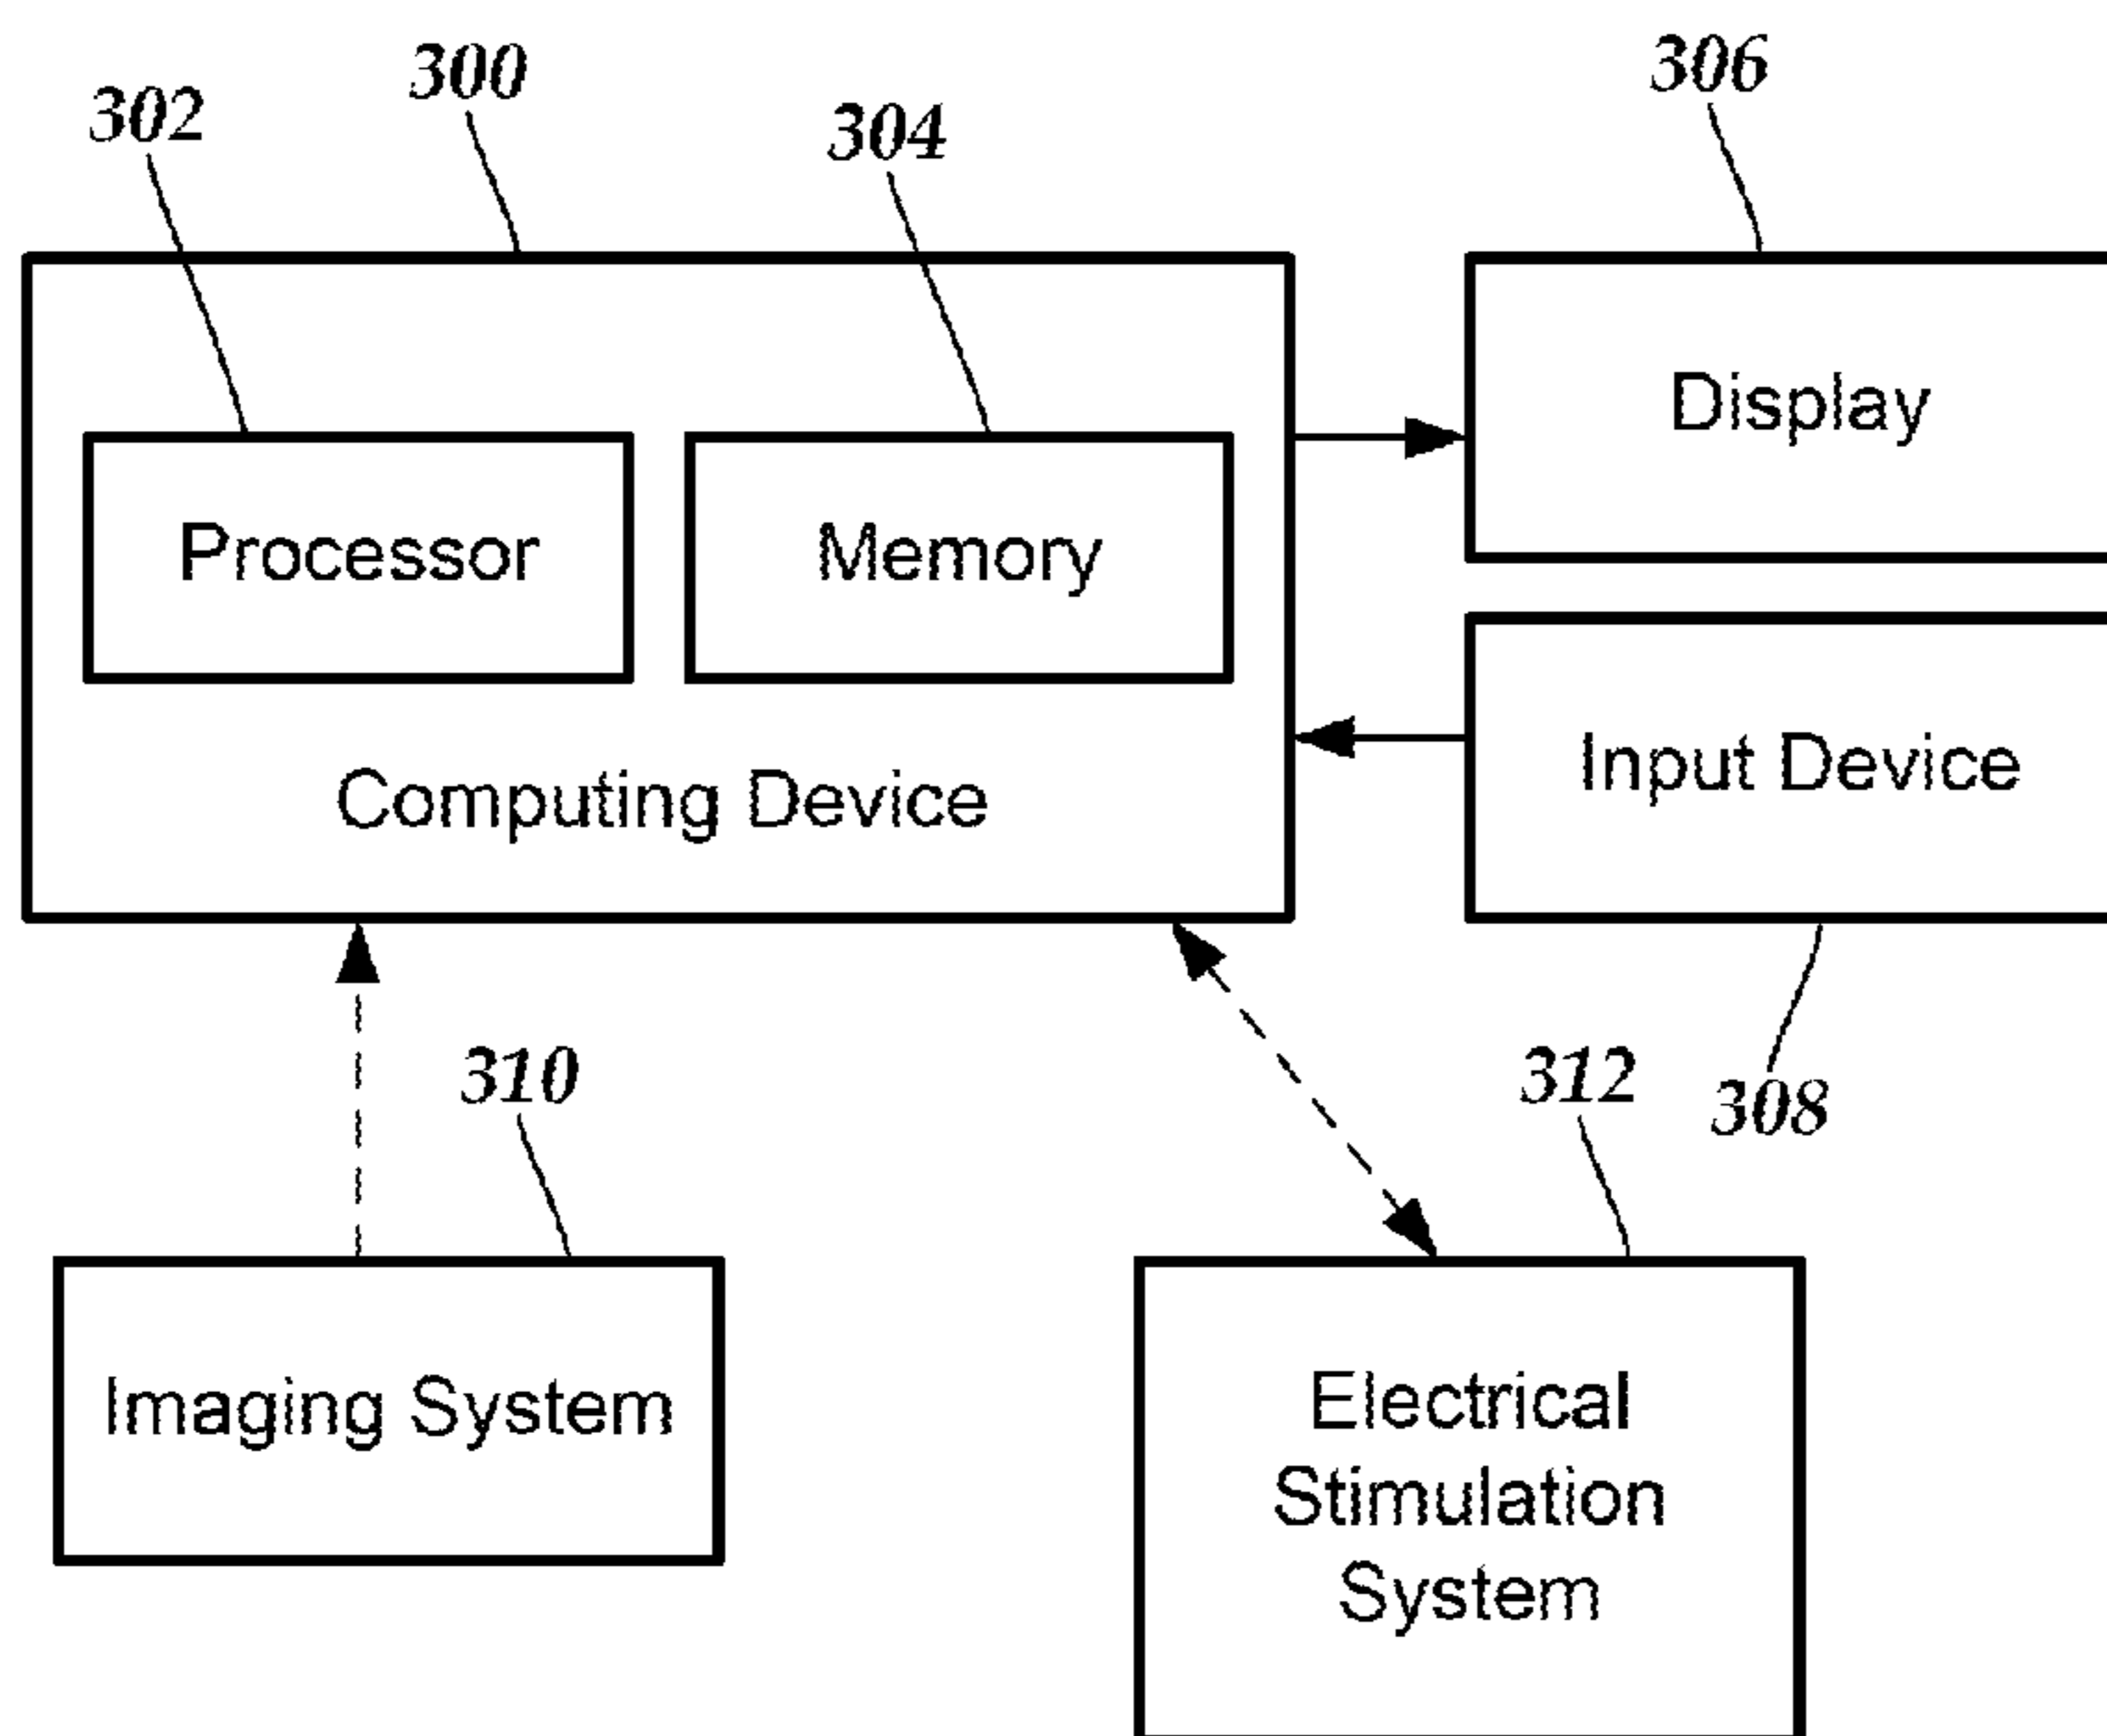 300
306
302
304
Display
Processor
Memory
Input Device
Computing Device
310
312
308
Imaging System
Electrical
Stimulation
System